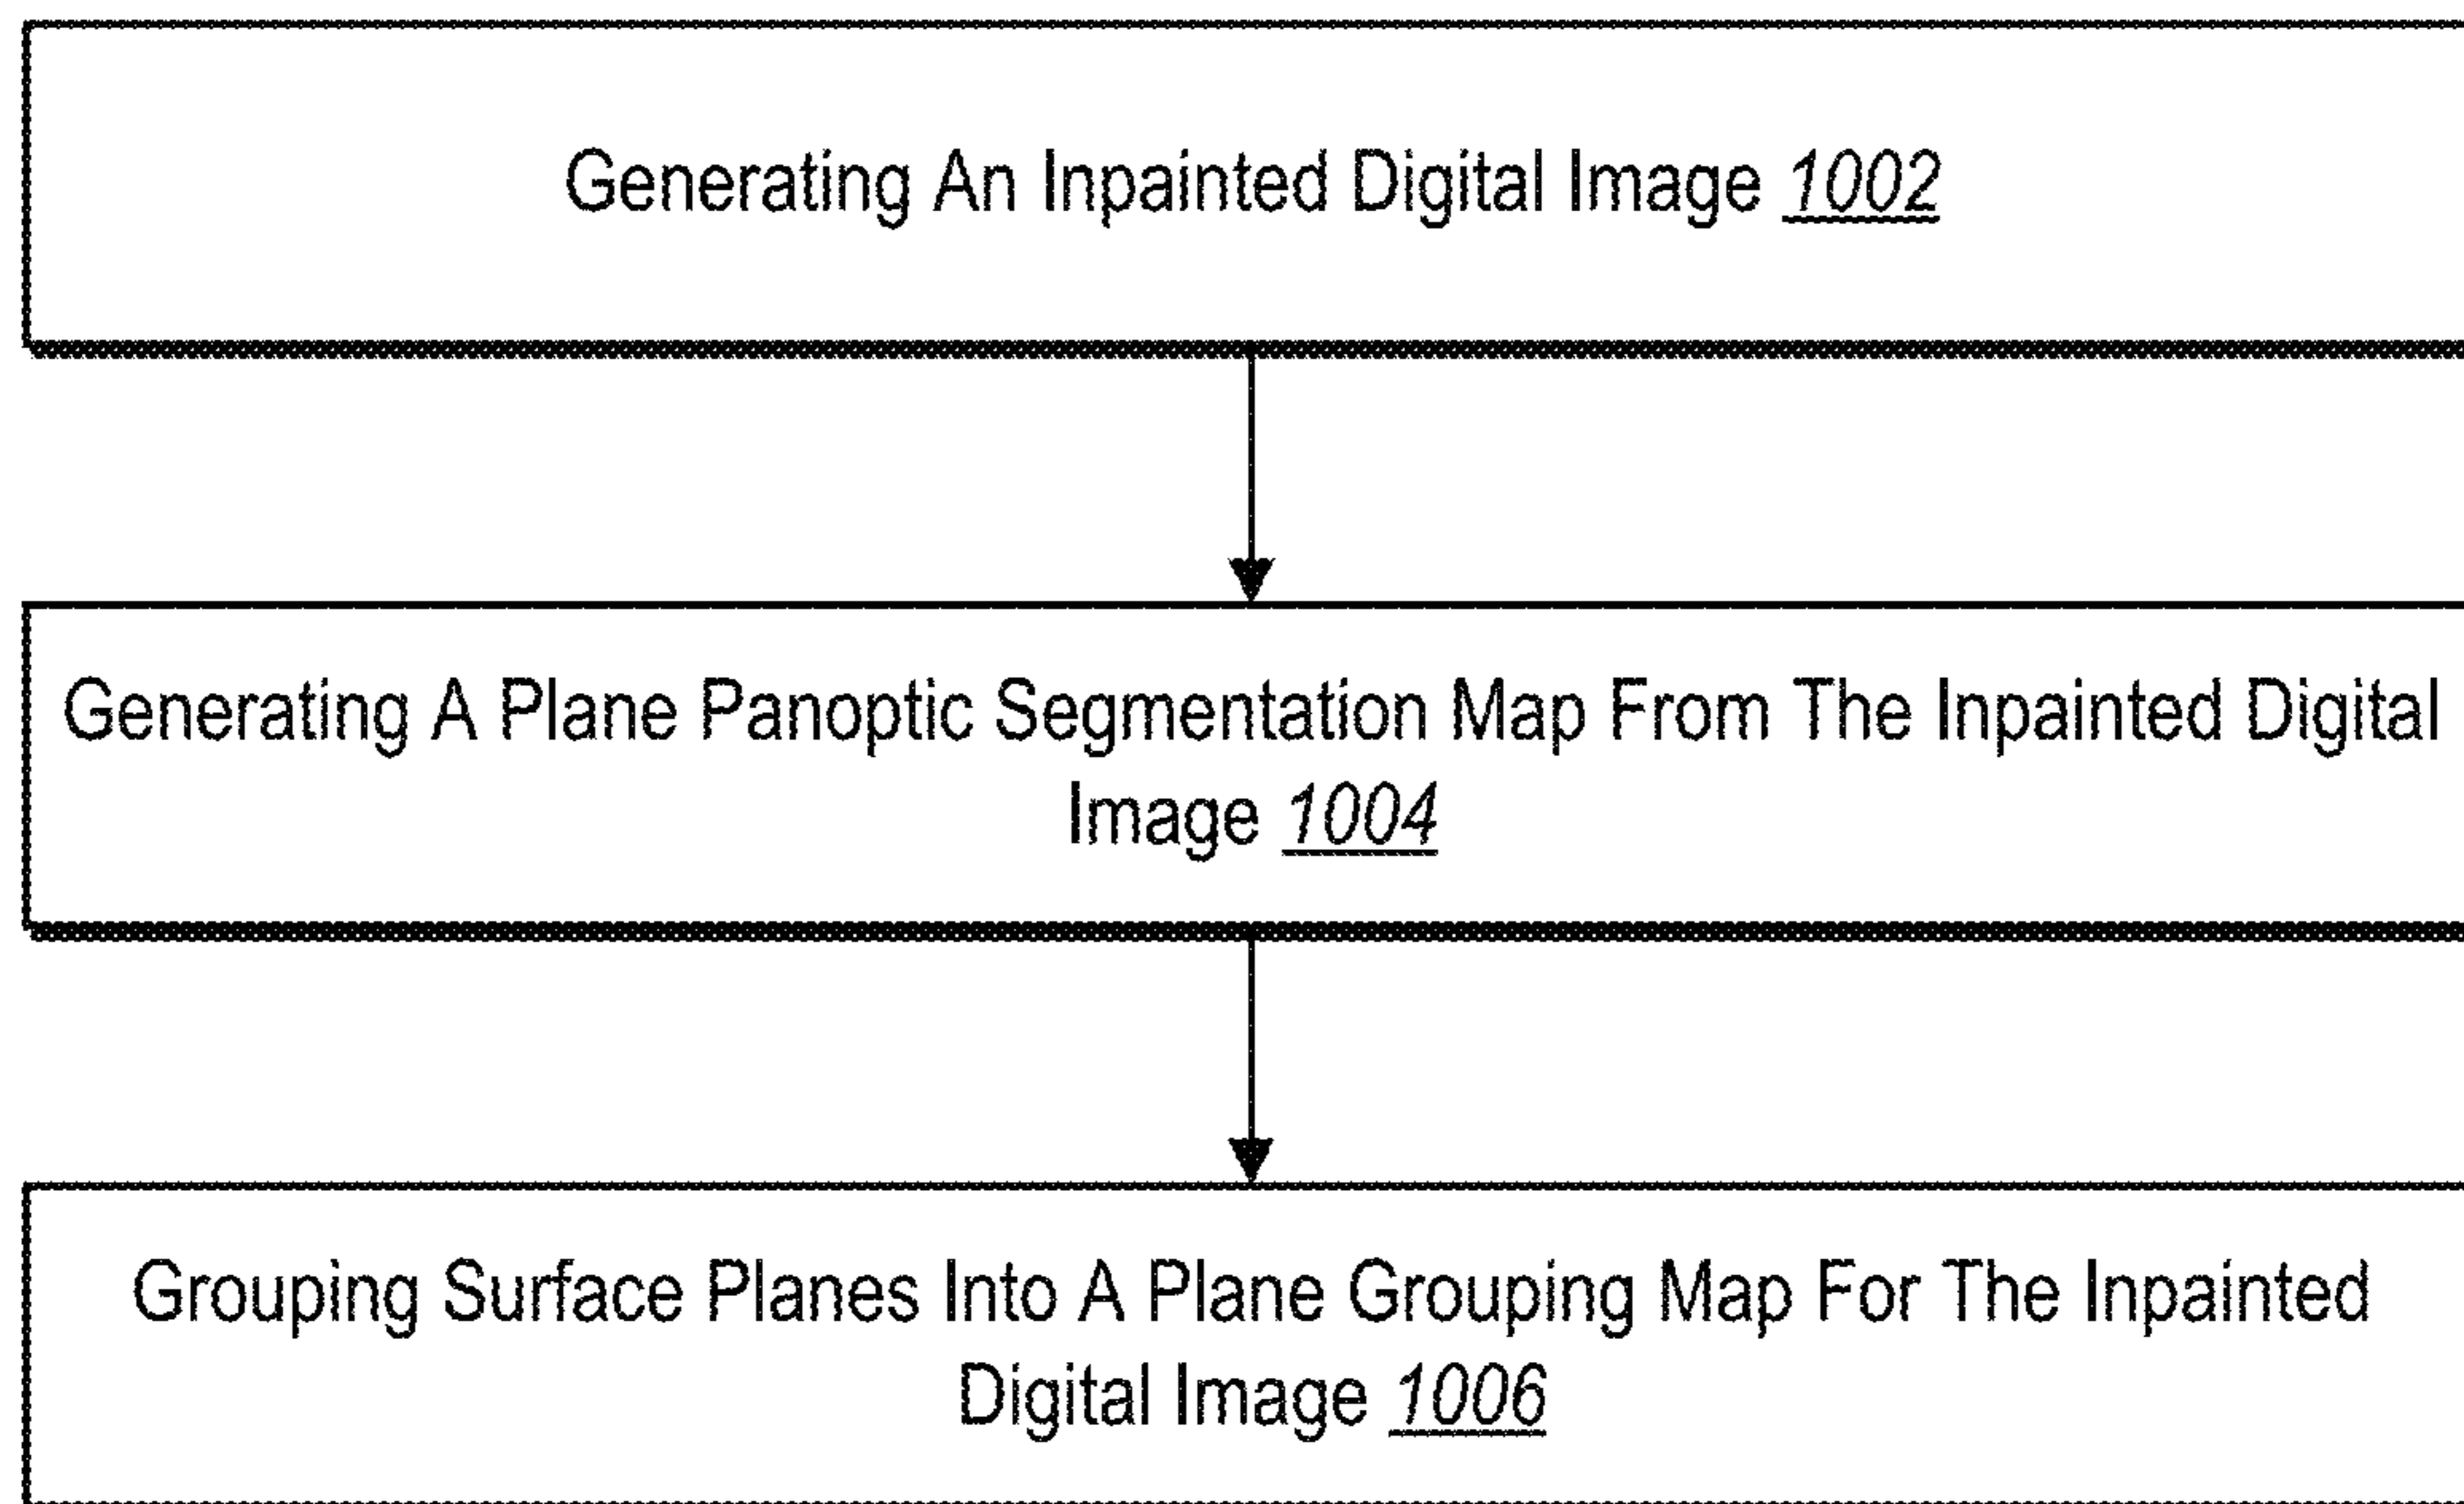 Generating An Inpainted Digital Image 1002
Generating A Plane Panoptic Segmentation Map From The Inpainted Digital
Image 1004
Grouping Surface Planes Into A Plane Grouping Map For The Inpainted
Digital Image 1006